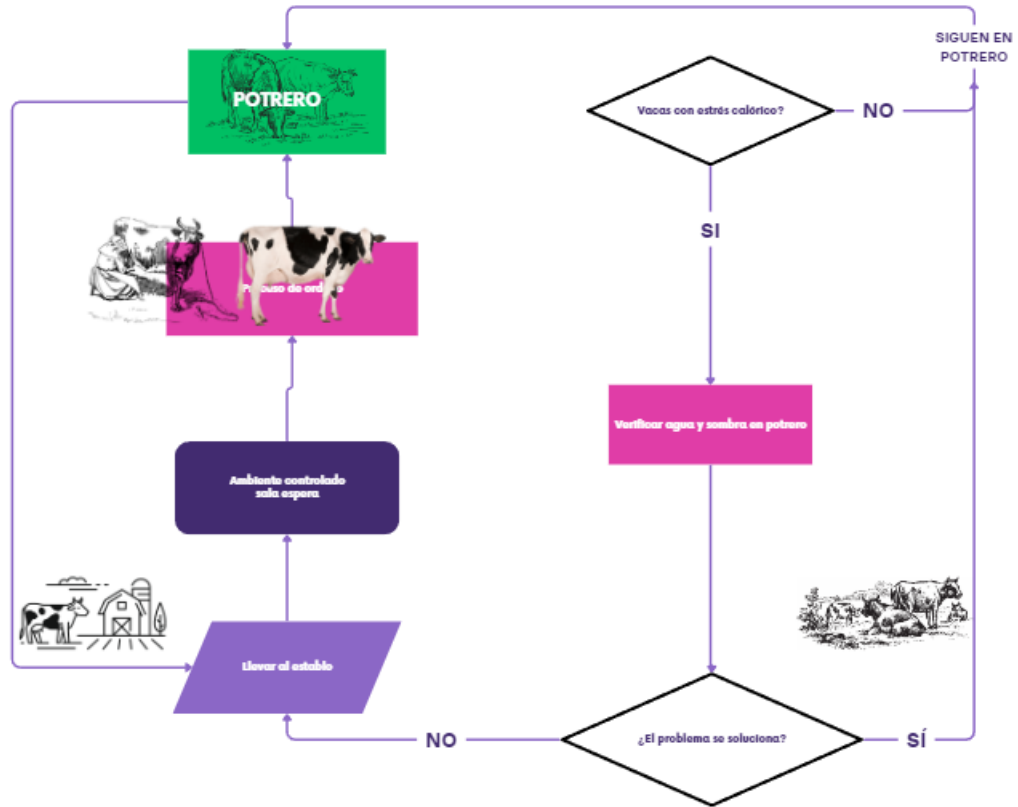 SIGUEN EN
POTRERO
POTRERO
Vacas con estrés calórico?
NO
SI
de
Verificar agua y sombra en potrero
Ambiente controlado
sala espera
Llevar al establo
¿El problema se soluciona?
NO
SÍ